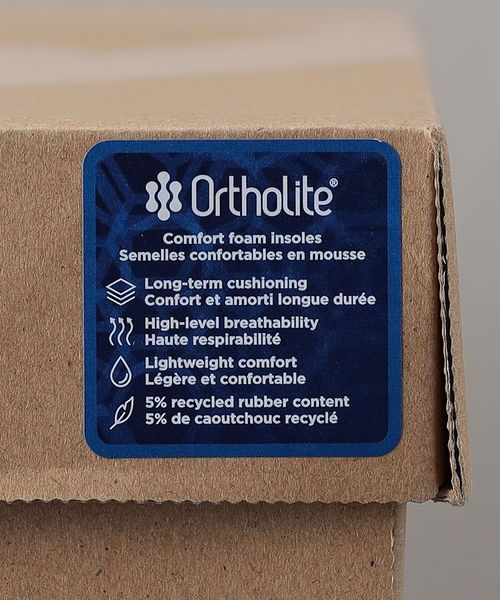 Ortholite®
Comfort foam insoles
Semelles confortables en mousse
Long-term cushioning
Confort et amorti longue durée
High-level breathability
Haute respirabilité
Lightweight comfort
Légère et confortable
5% recycled rubber content
5% de caoutchouc recyclé